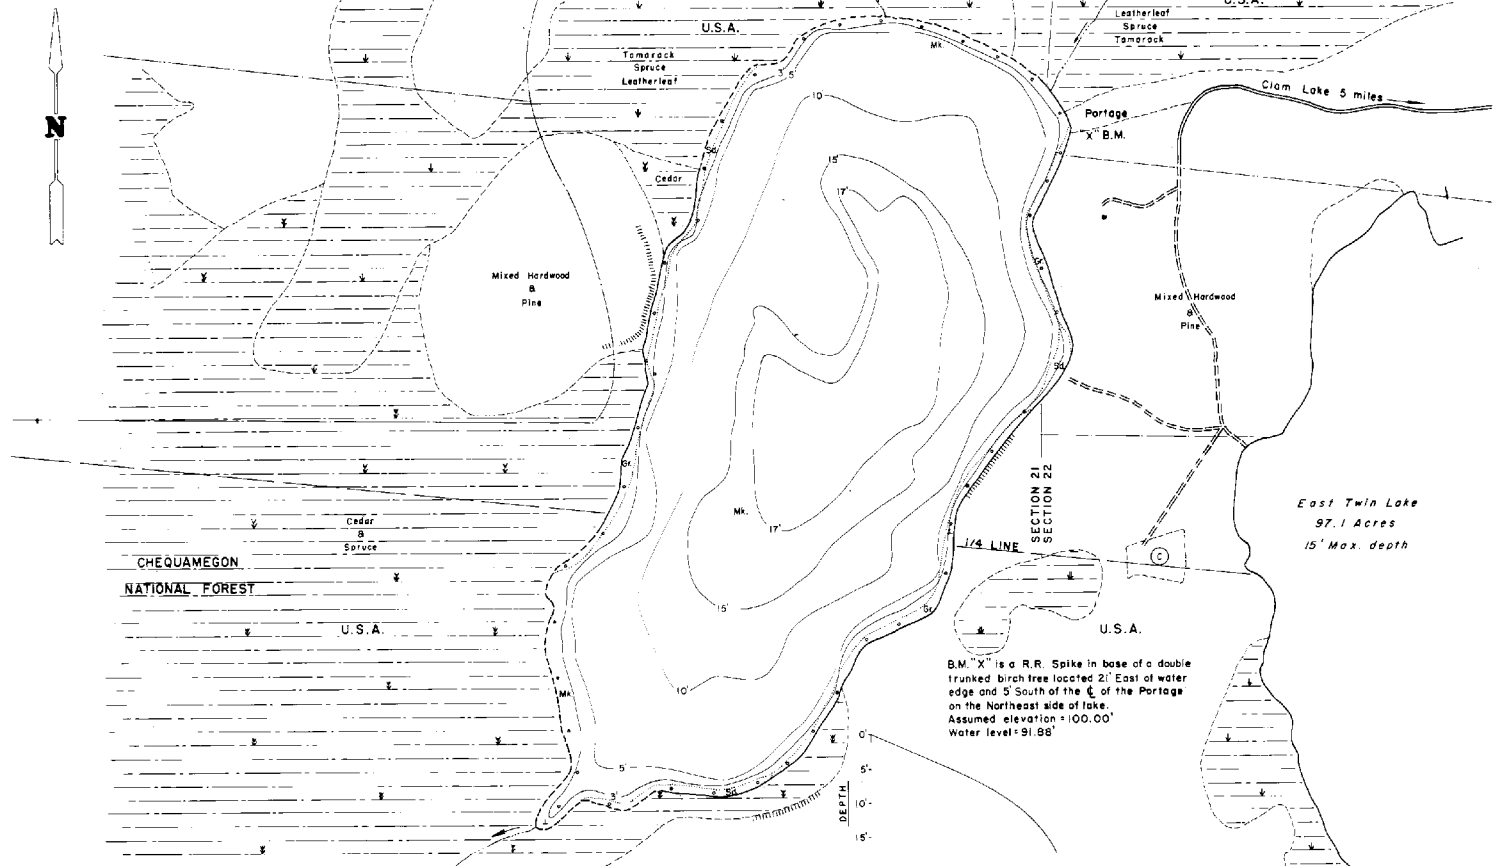 U.S.A.
U.S.A.
Leatherleaf
Spruce
Tamarack
Mk.
Tamarack
Spruce
Leatherleaf
3'
5'
Clam Lake 5 miles
10'
Portage
"X" B.M.
N
Sd.
15'
Cedar
17'
Gr.
Mixed Hardwood
&
Pine
Mixed Hardwood
&
Pine
Sd.
Gr.
SECTION 21
SECTION 22
East Twin Lake
97.1 Acres
15' Max. depth
Mk.
17'
Cedar
&
Spruce
1/4 LINE
C
CHEQUAMEGON
NATIONAL FOREST
15'
Gr.
U.S.A.
U.S.A.
B.M. "X" is a R.R. Spike in base of a double
trunked birch tree located 21' East of water
edge and 5' South of the ℄ of the Portage
on the Northeast side of lake.
Assumed elevation = 100.00'
Water level = 91.88'
Mk.
10'
0'
5'
5'
3'
Sd.
DEPTH
10'
15'